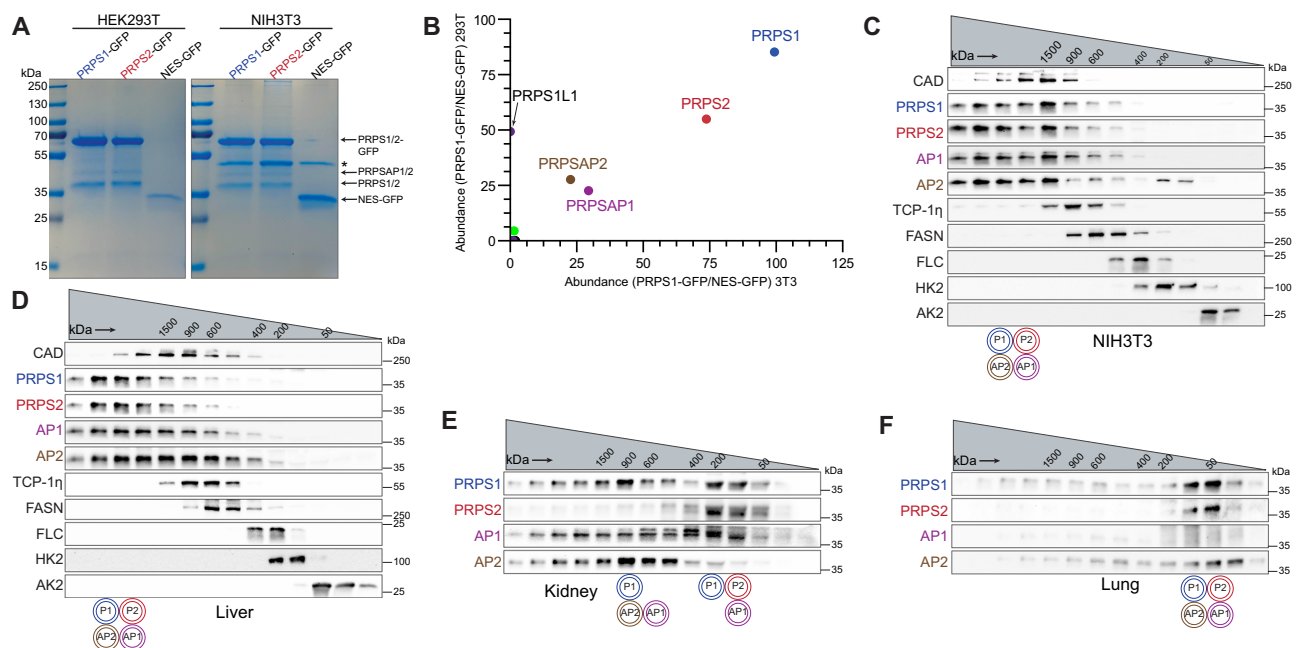 A
HEK293T
NIH3T3
PRPS1-GFP
PRPS2-GFP
NES-GFP
PRPS1-GFP
PRPS2-GFP
NES-GFP
kDa
250
130
100
70
55
35
25
15
PRPS1/2-
GFP
*
PRPSAP1/2
PRPS1/2
NES-GFP
B
Abundance (PRPS1-GFP/NES-GFP) 293T
100
75
50
25
0
0
25
50
75
100
125
Abundance (PRPS1-GFP/NES-GFP) 3T3
PRPS1
PRPS2
PRPS1L1
PRPSAP2
PRPSAP1
C
kDa
1500
900
600
400
200
50
kDa
CAD
250
PRPS1
35
PRPS2
35
AP1
35
AP2
35
TCP-1η
55
FASN
250
FLC
25
HK2
100
AK2
25
P1
P2
AP2
AP1
NIH3T3
D
kDa
1500
900
600
400
200
50
kDa
CAD
250
PRPS1
35
PRPS2
35
AP1
35
AP2
35
TCP-1η
55
FASN
250
FLC
25
HK2
100
AK2
25
P1
P2
AP2
AP1
Liver
E
kDa
1500
900
600
400
200
50
kDa
PRPS1
35
PRPS2
35
AP1
35
AP2
35
Kidney
P1
P1
P2
AP2
AP1
AP1
F
kDa
1500
900
600
400
200
50
kDa
PRPS1
35
PRPS2
35
AP1
35
AP2
35
Lung
P1
P2
AP2
AP1